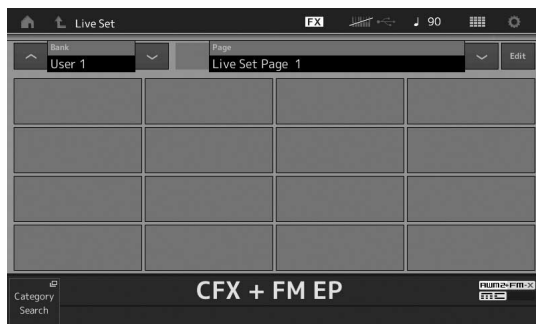 Live Set FX ♩ 90
Bank
User 1
Page
Live Set Page 1
Edit
Category
Search
CFX + FM EP
AWM2+FM-X